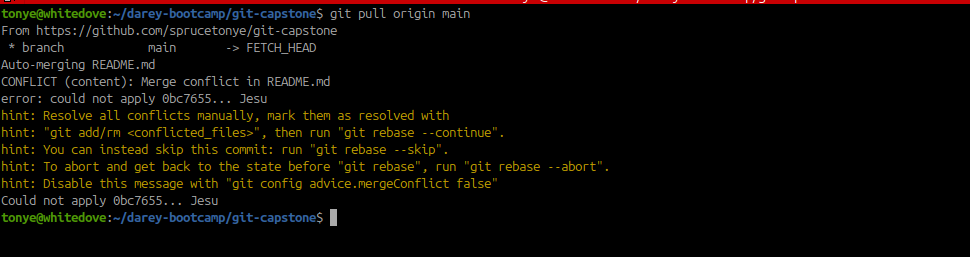 tonye@whitedove:~/darey-bootcamp/git-capstone$ git pull origin main
From https://github.com/sprucetonye/git-capstone
 * branch            main       -> FETCH_HEAD
Auto-merging README.md
CONFLICT (content): Merge conflict in README.md
error: could not apply 0bc7655... Jesu
hint: Resolve all conflicts manually, mark them as resolved with
hint: "git add/rm <conflicted_files>", then run "git rebase --continue".
hint: You can instead skip this commit: run "git rebase --skip".
hint: To abort and get back to the state before "git rebase", run "git rebase --abort".
hint: Disable this message with "git config advice.mergeConflict false"
Could not apply 0bc7655... Jesu
tonye@whitedove:~/darey-bootcamp/git-capstone$